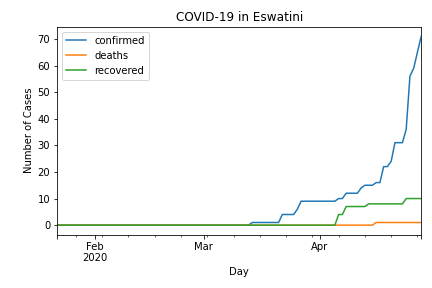 COVID-19 in Eswatini
confirmed
deaths
recovered
Number of Cases
70
60
50
40
30
20
10
0
Feb
2020
Mar
Apr
Day